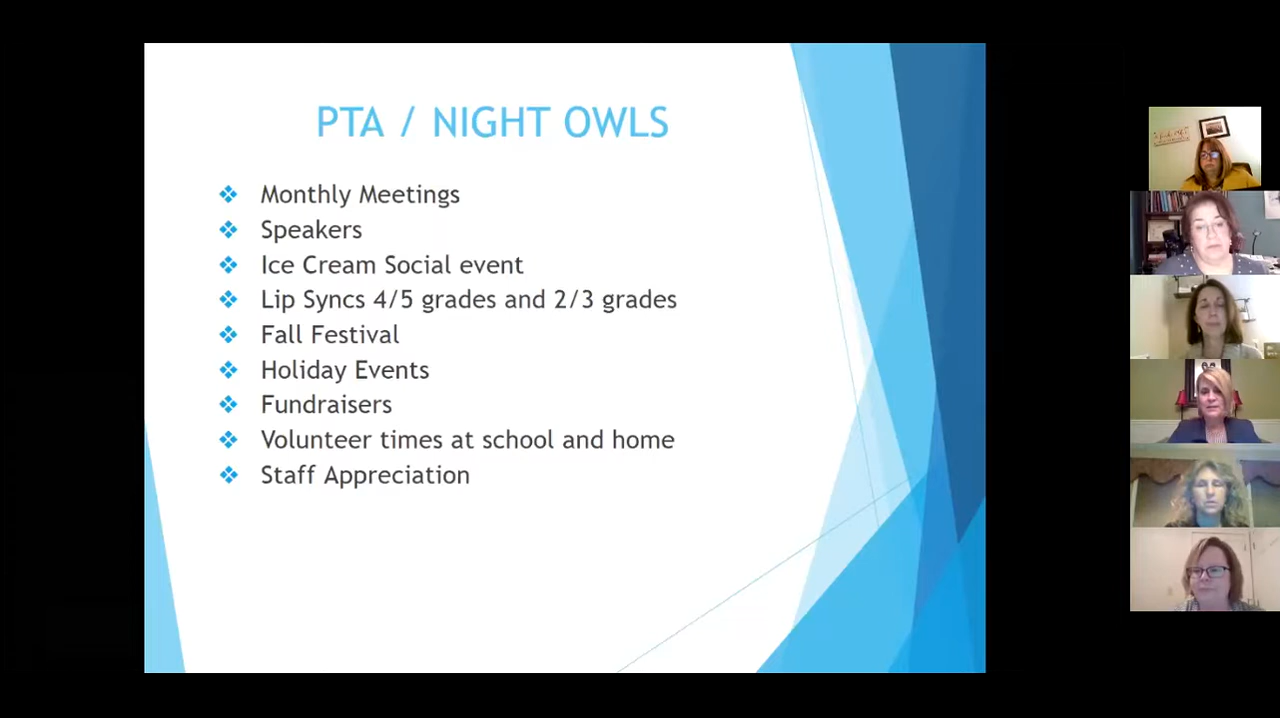 PTA / NIGHT OWLS
Monthly Meetings
Speakers
Ice Cream Social event
Lip Syncs 4/5 grades and 2/3 grades
Fall Festival
Holiday Events
Fundraisers
Volunteer times at school and home
Staff Appreciation